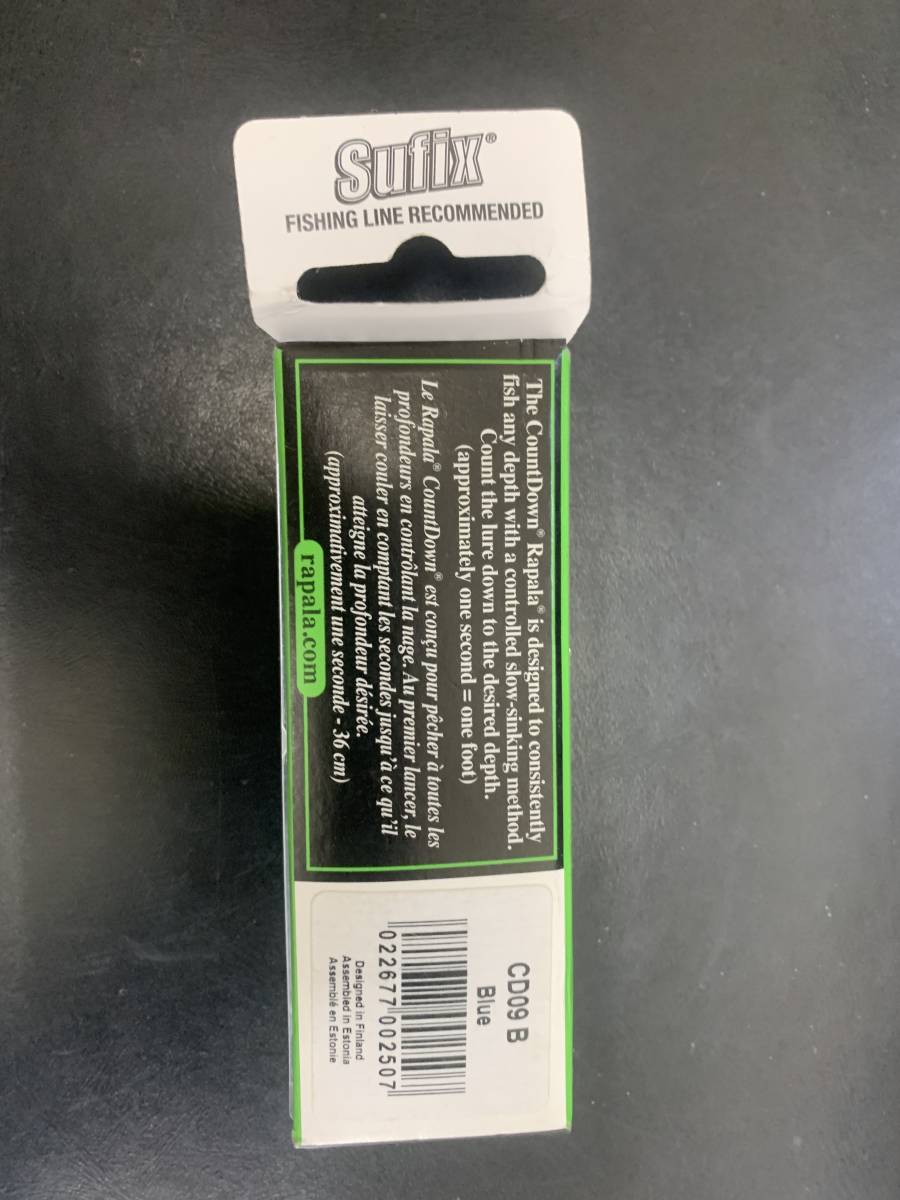 Sufix®
FISHING LINE RECOMMENDED
The CountDown® Rapala® is designed to consistently
fish any depth with a controlled slow-sinking method.
Count the lure down to the desired depth.
(approximately one second = one foot)
Le Rapala® CountDown® est conçu pour pêcher à toutes les
profondeurs en contrôlant la nage. Au premier lancer, le
laisser couler en comptant les secondes jusqu'à ce qu'il
atteigne la profondeur désirée.
(approximativement une seconde - 36 cm)
rapala.com
CD09 B
Blue
0 22677 00250 7
Designed in Finland
Assembled in Estonia
Assemblé en Estonie